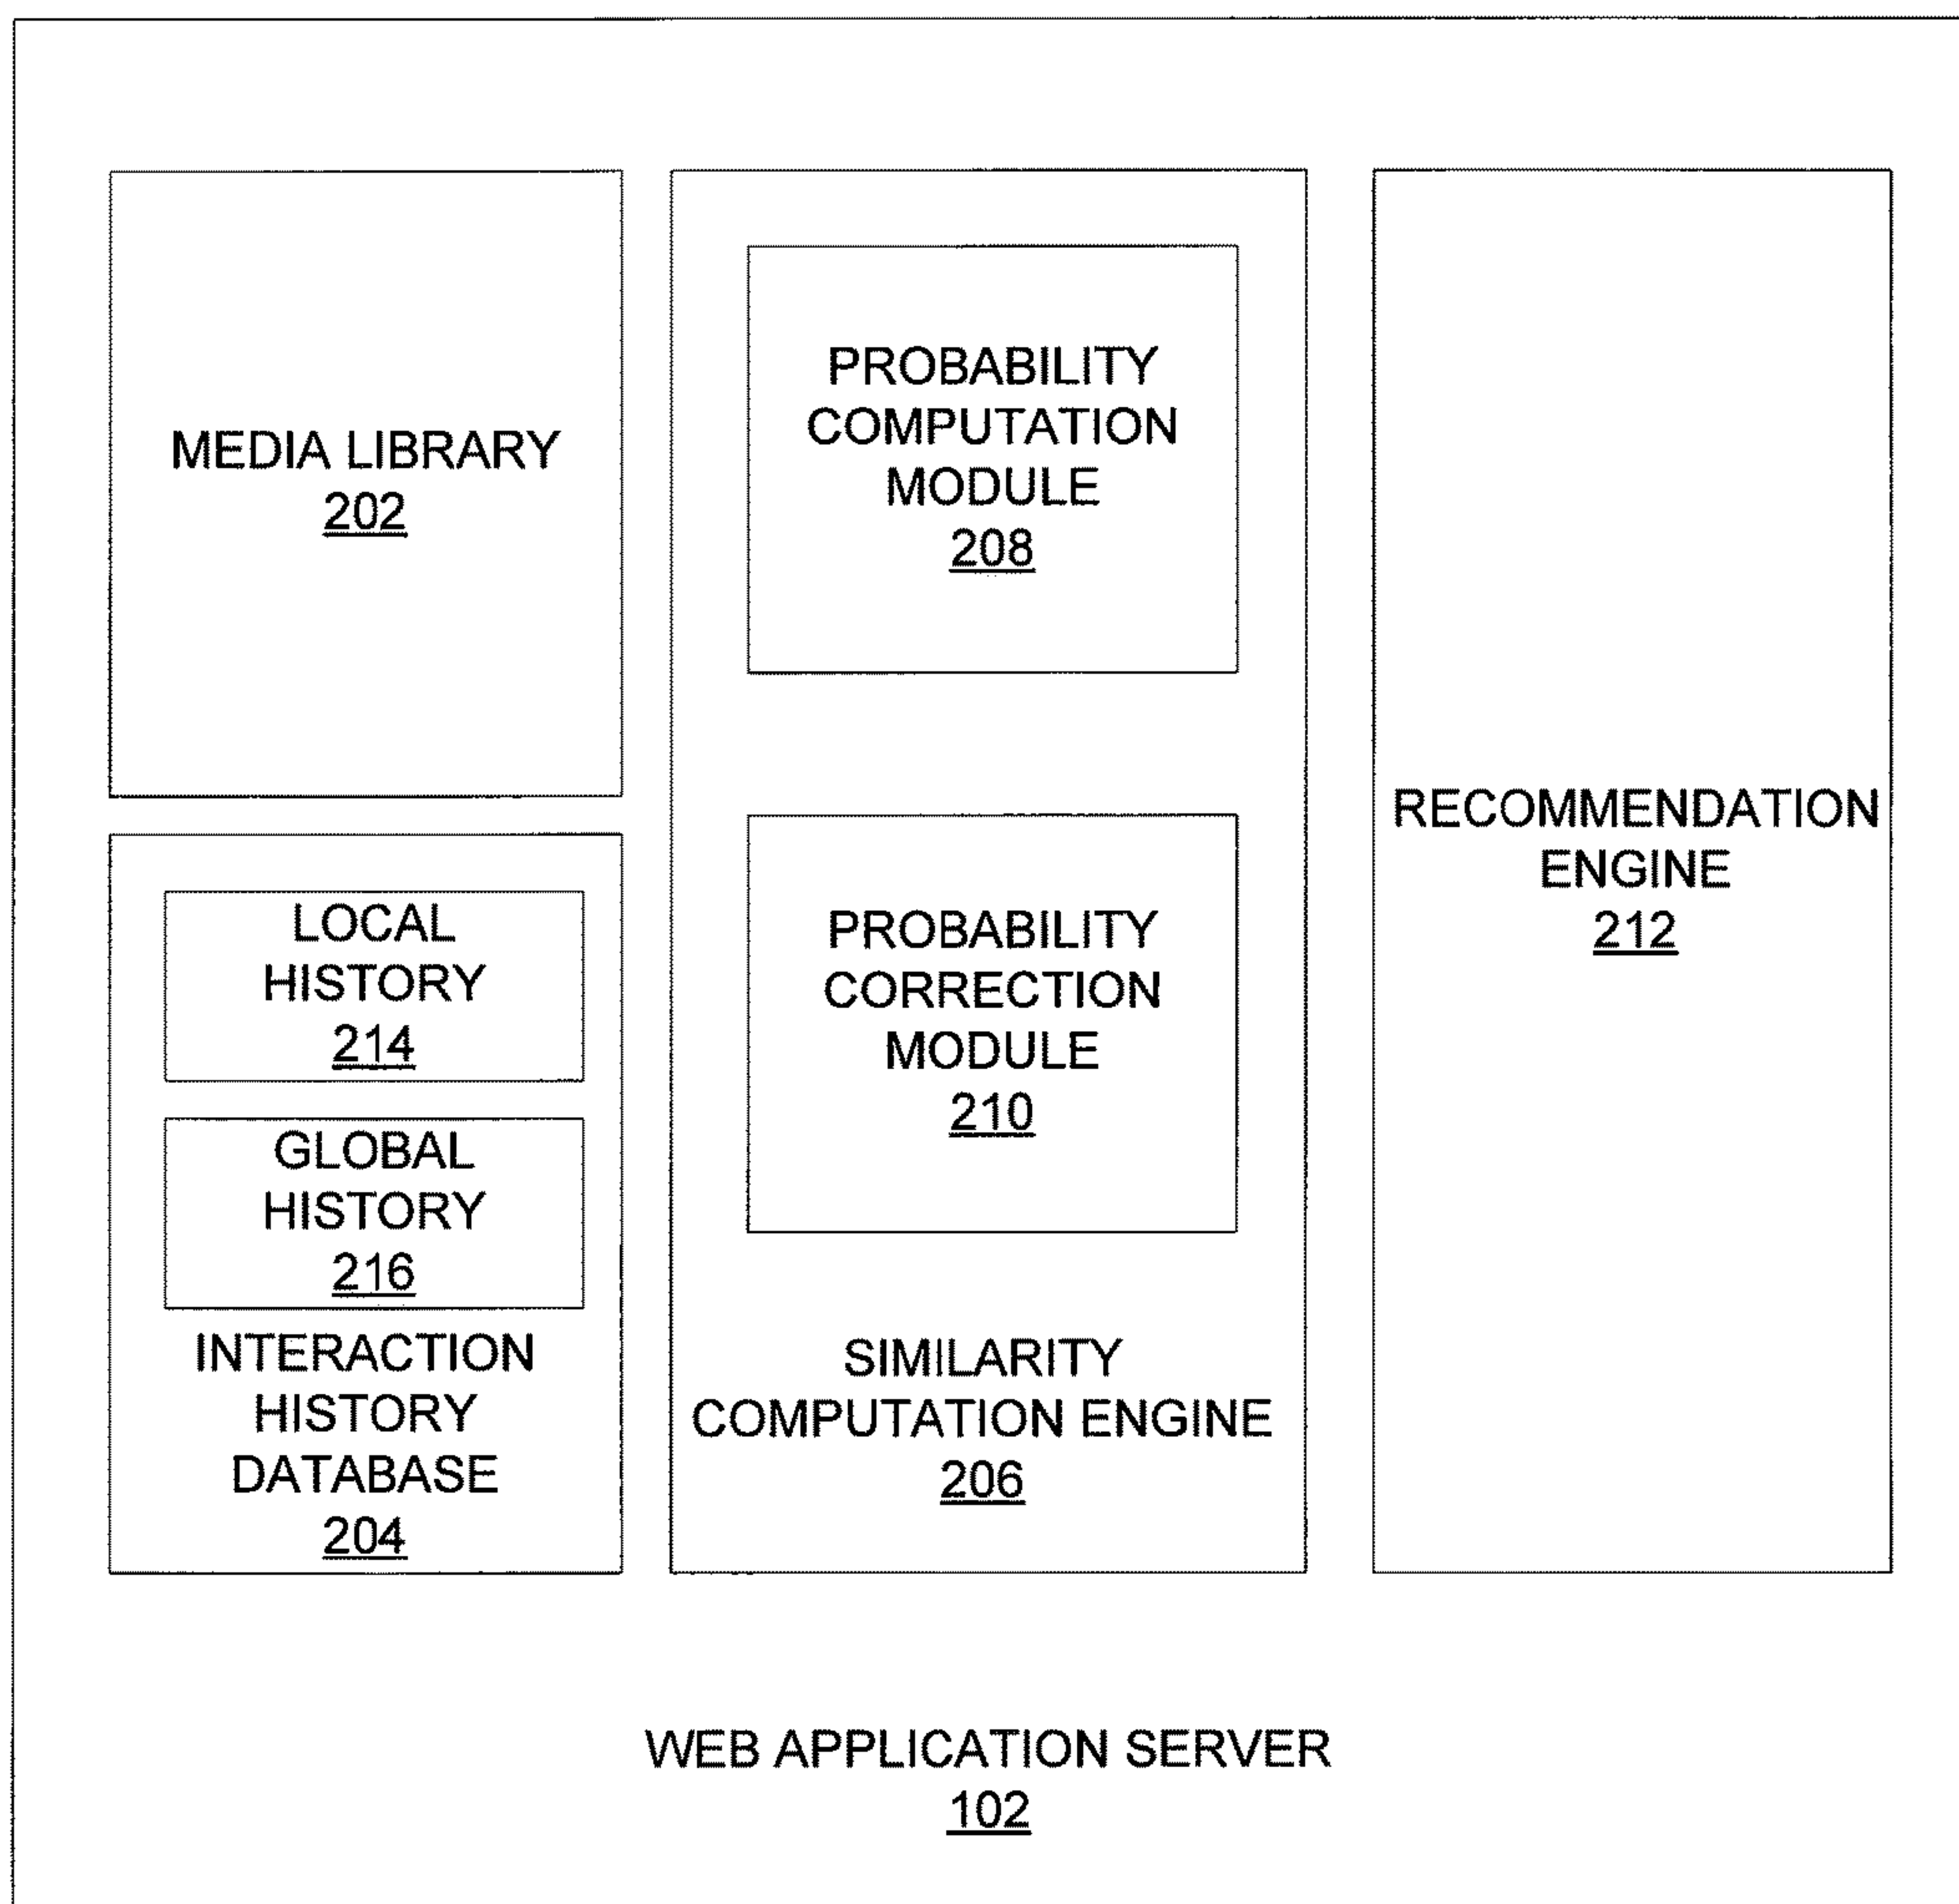 MEDIA LIBRARY
202
LOCAL
HISTORY
214
GLOBAL
HISTORY
216
INTERACTION
HISTORY
DATABASE
204
PROBABILITY
COMPUTATION
MODULE
208
PROBABILITY
CORRECTION
MODULE
210
SIMILARITY
COMPUTATION ENGINE
206
RECOMMENDATION
ENGINE
212
WEB APPLICATION SERVER
102